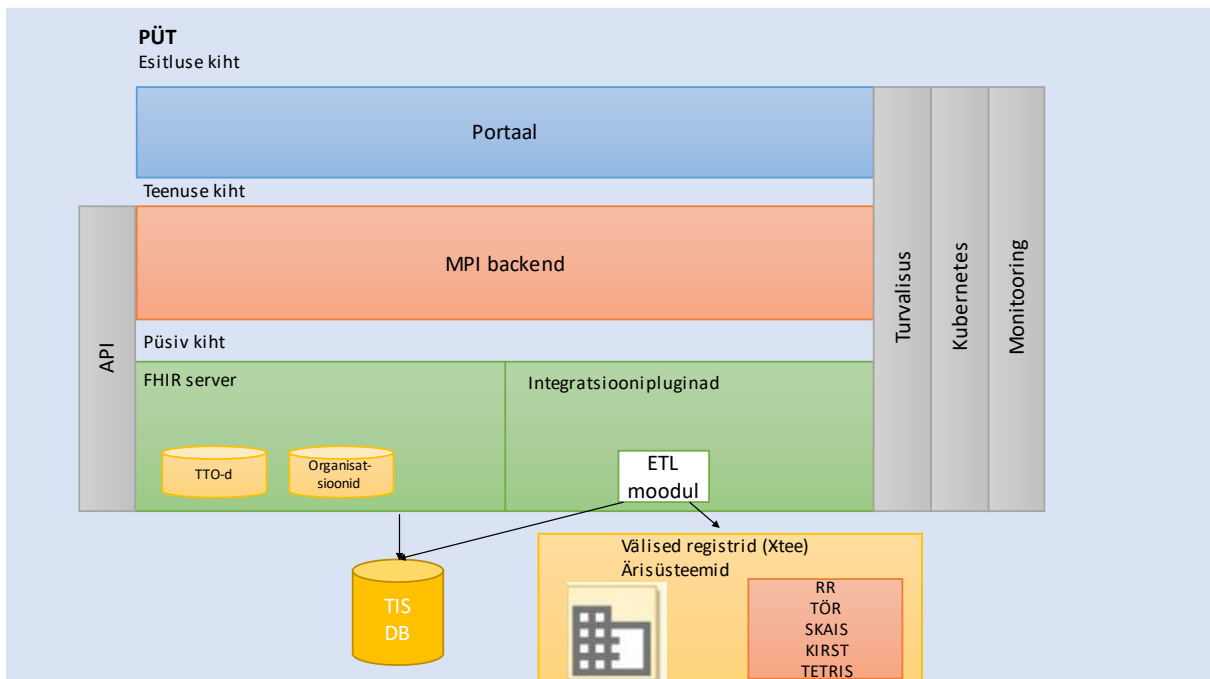 PÜT
Esitluse kiht
Portaal
Teenuse kiht
MPI backend
Püsiv kiht
API
FHIR server
Integratsioonipluginad
TTO-d
Organisat-
sioonid
ETL
moodul
Turvalisus
Kubernetes
Monitooring
TIS
DB
Välised registrid (Xtee)
Ärisüsteemid
RR
TÖR
SKAIS
KIRST
TETRIS